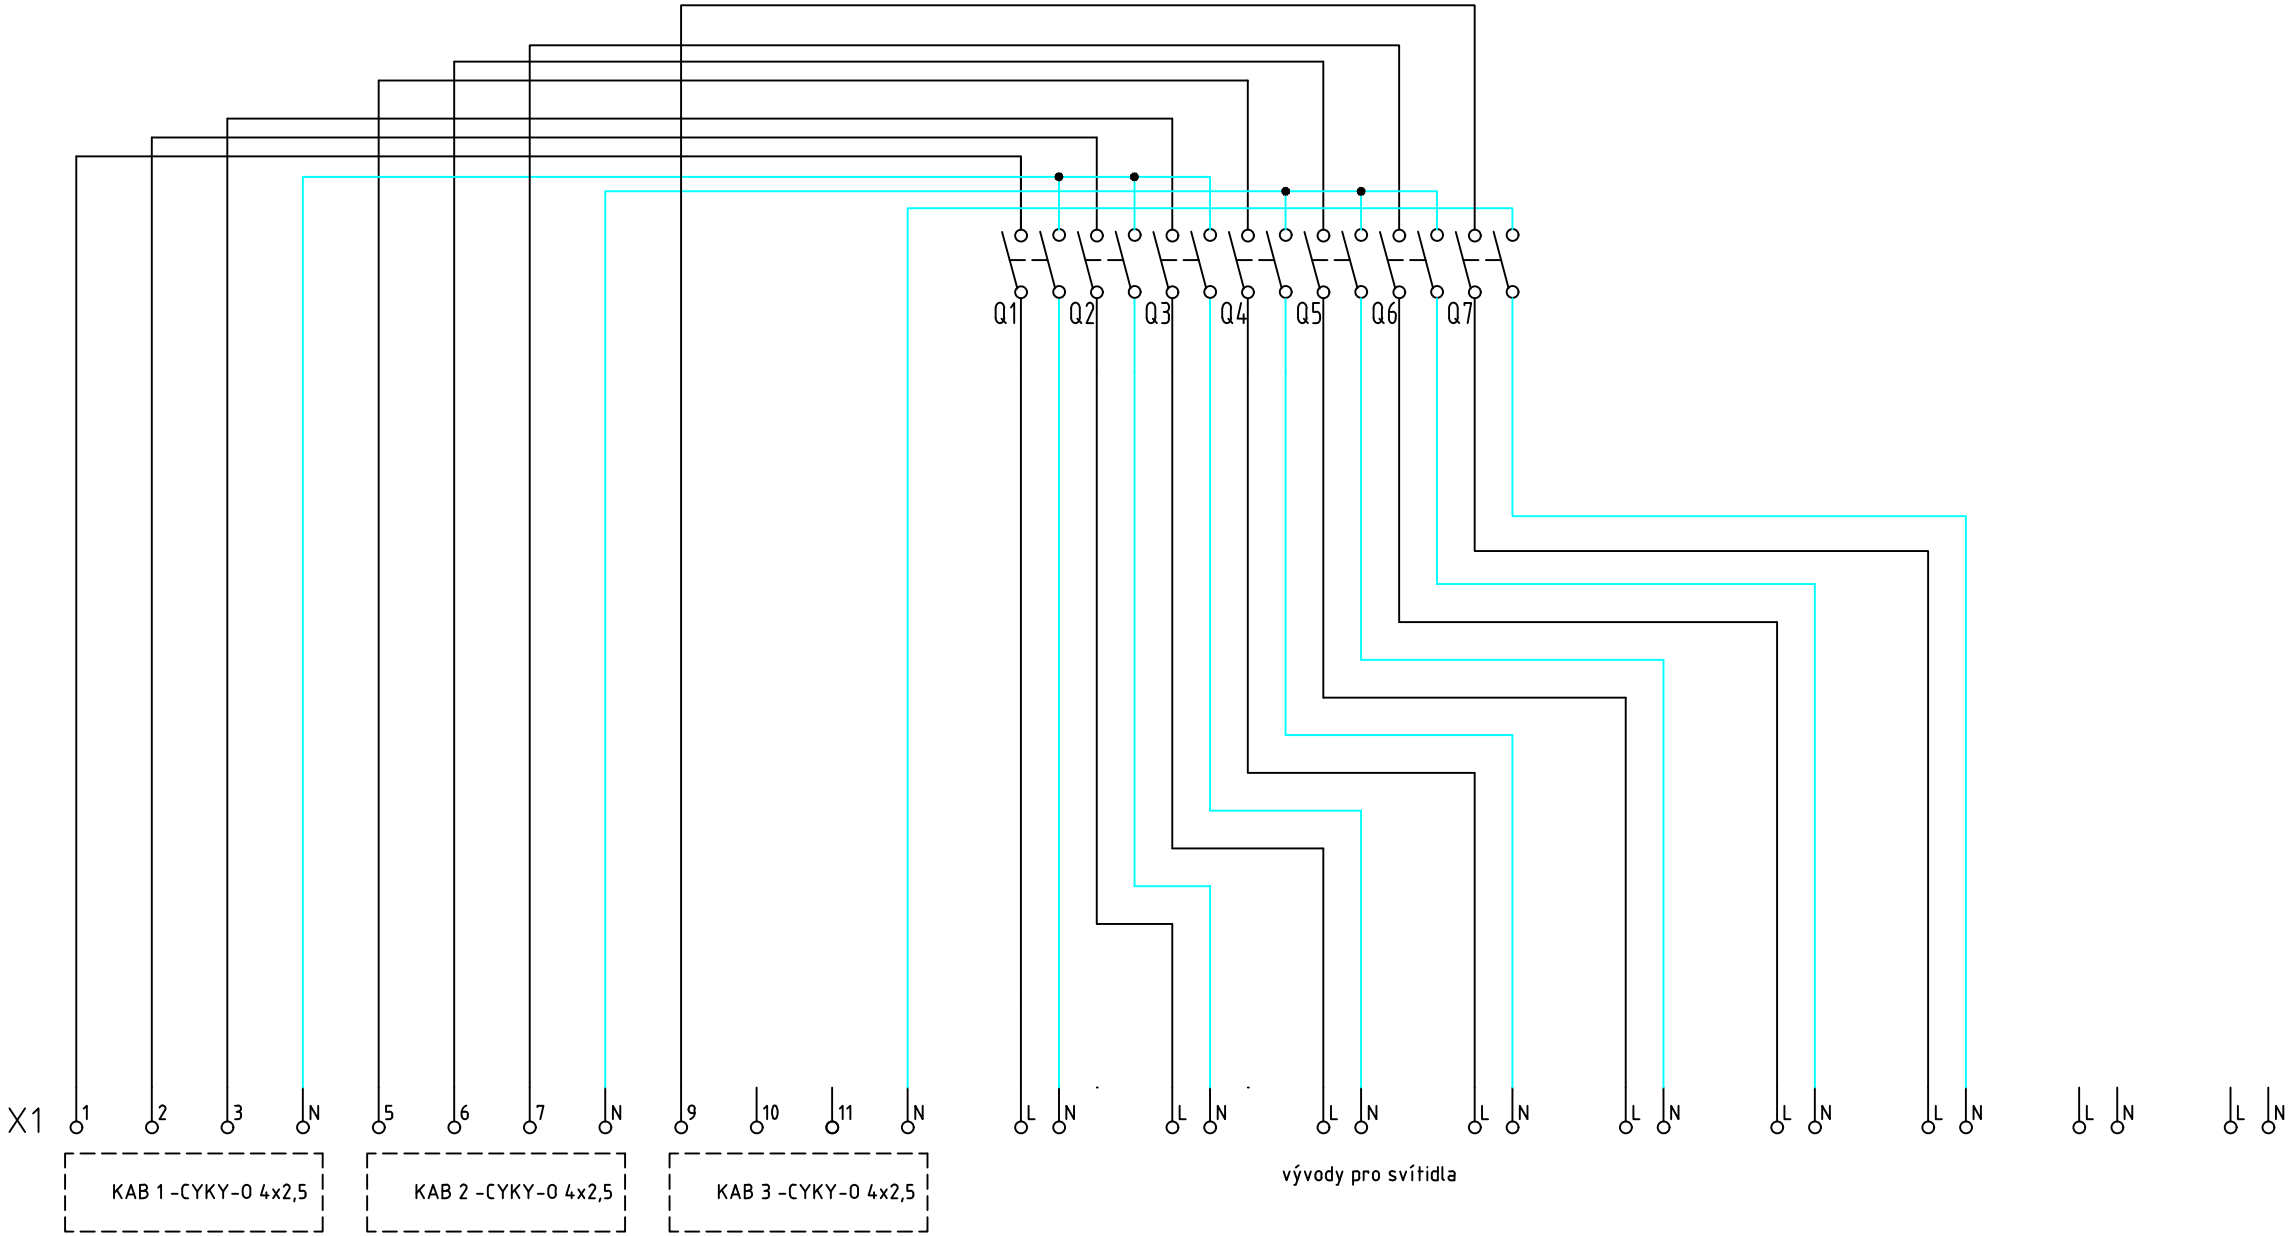 Q1 Q2 Q3 Q4 Q5 Q6 Q7
X1 1 2 3 N 5 6 7 N 9 10 11 N L N L N L N L N L N L N L N L N L N
KAB 1 -CYKY-O 4x2,5 KAB 2 -CYKY-O 4x2,5 KAB 3 -CYKY-O 4x2,5
vývody pro svítidla